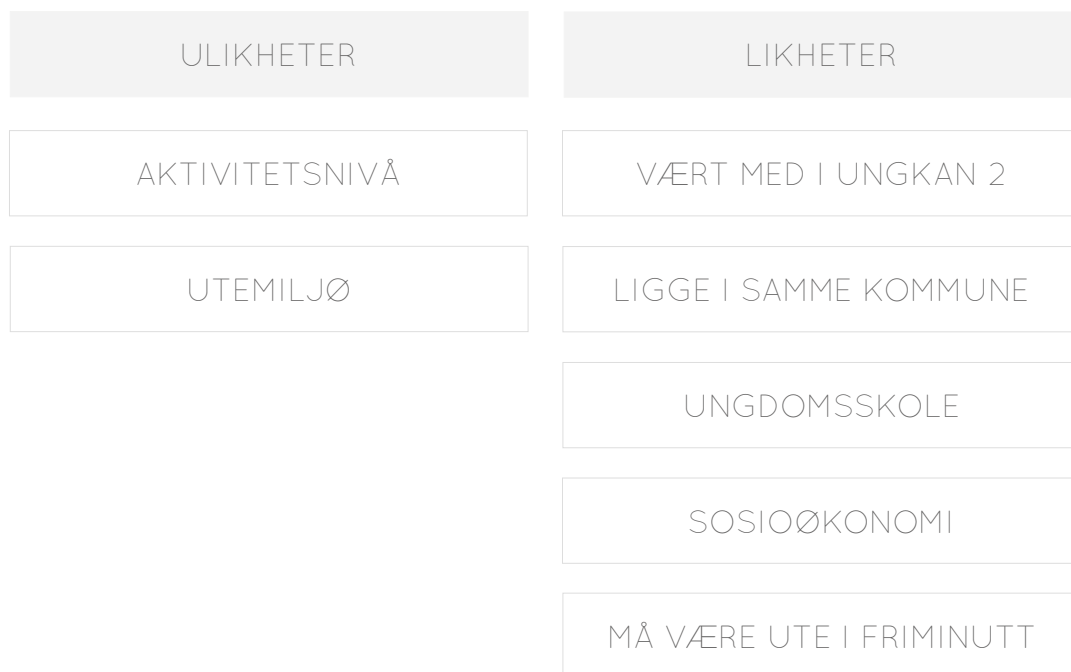 ULIKHETER
AKTIVITETSNIVÅ
UTEMILJØ
LIKHETER
VÆRT MED I UNGKAN 2
LIGGE I SAMME KOMMUNE
UNGDOMSSKOLE
SOSIOØKONOMI
MÅ VÆRE UTE I FRIMINUTT